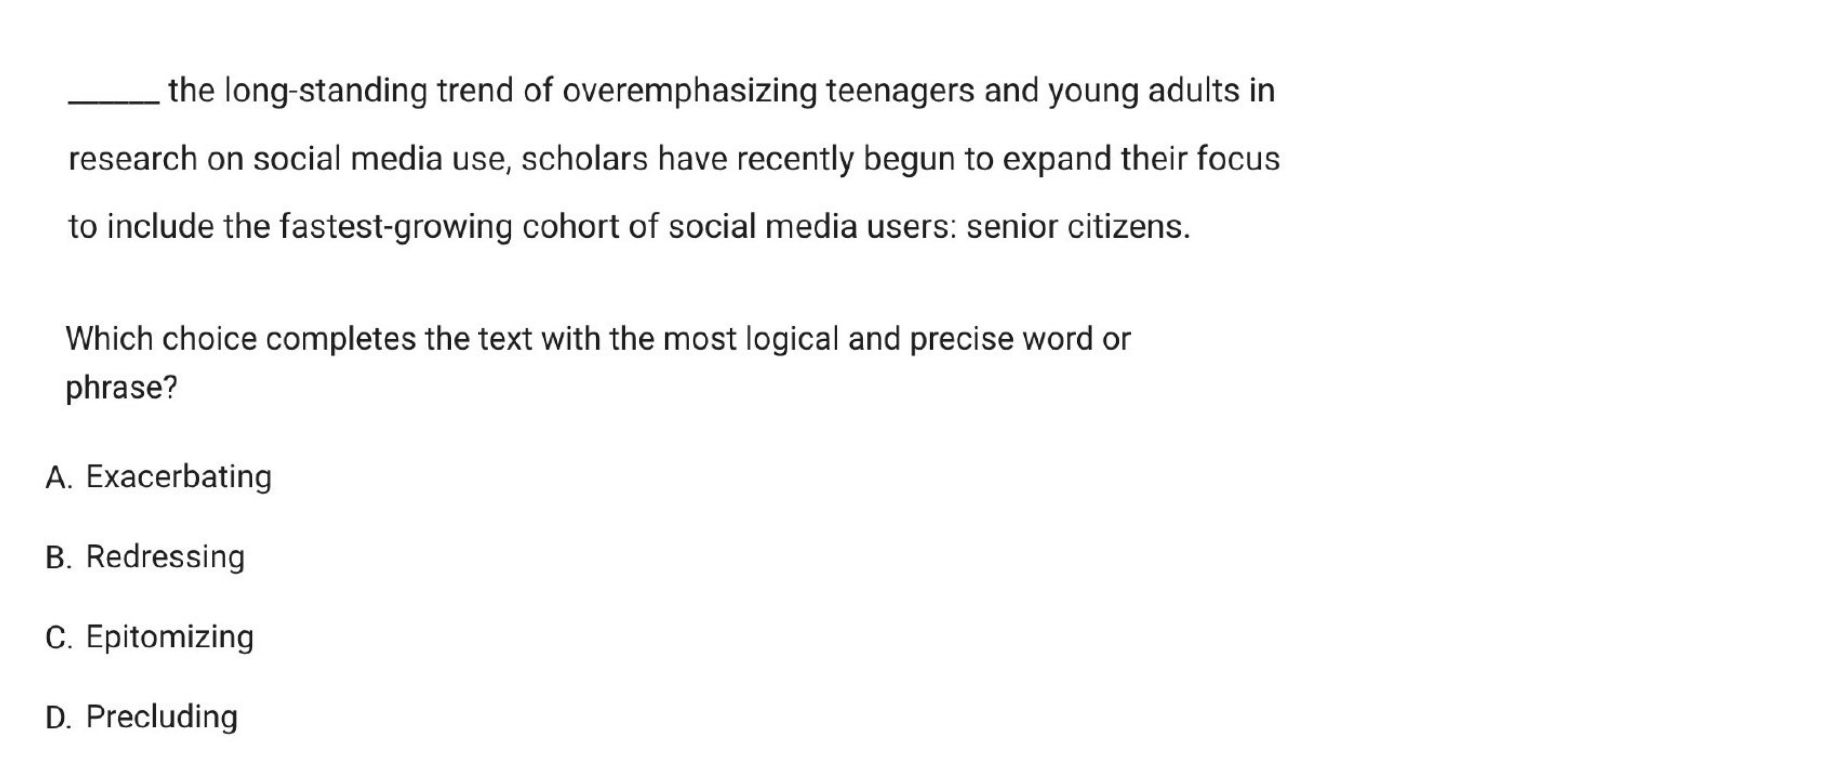 ______ the long-standing trend of overemphasizing teenagers and young adults in
research on social media use, scholars have recently begun to expand their focus
to include the fastest-growing cohort of social media users: senior citizens.
Which choice completes the text with the most logical and precise word or
phrase?
A. Exacerbating
B. Redressing
C. Epitomizing
D. Precluding